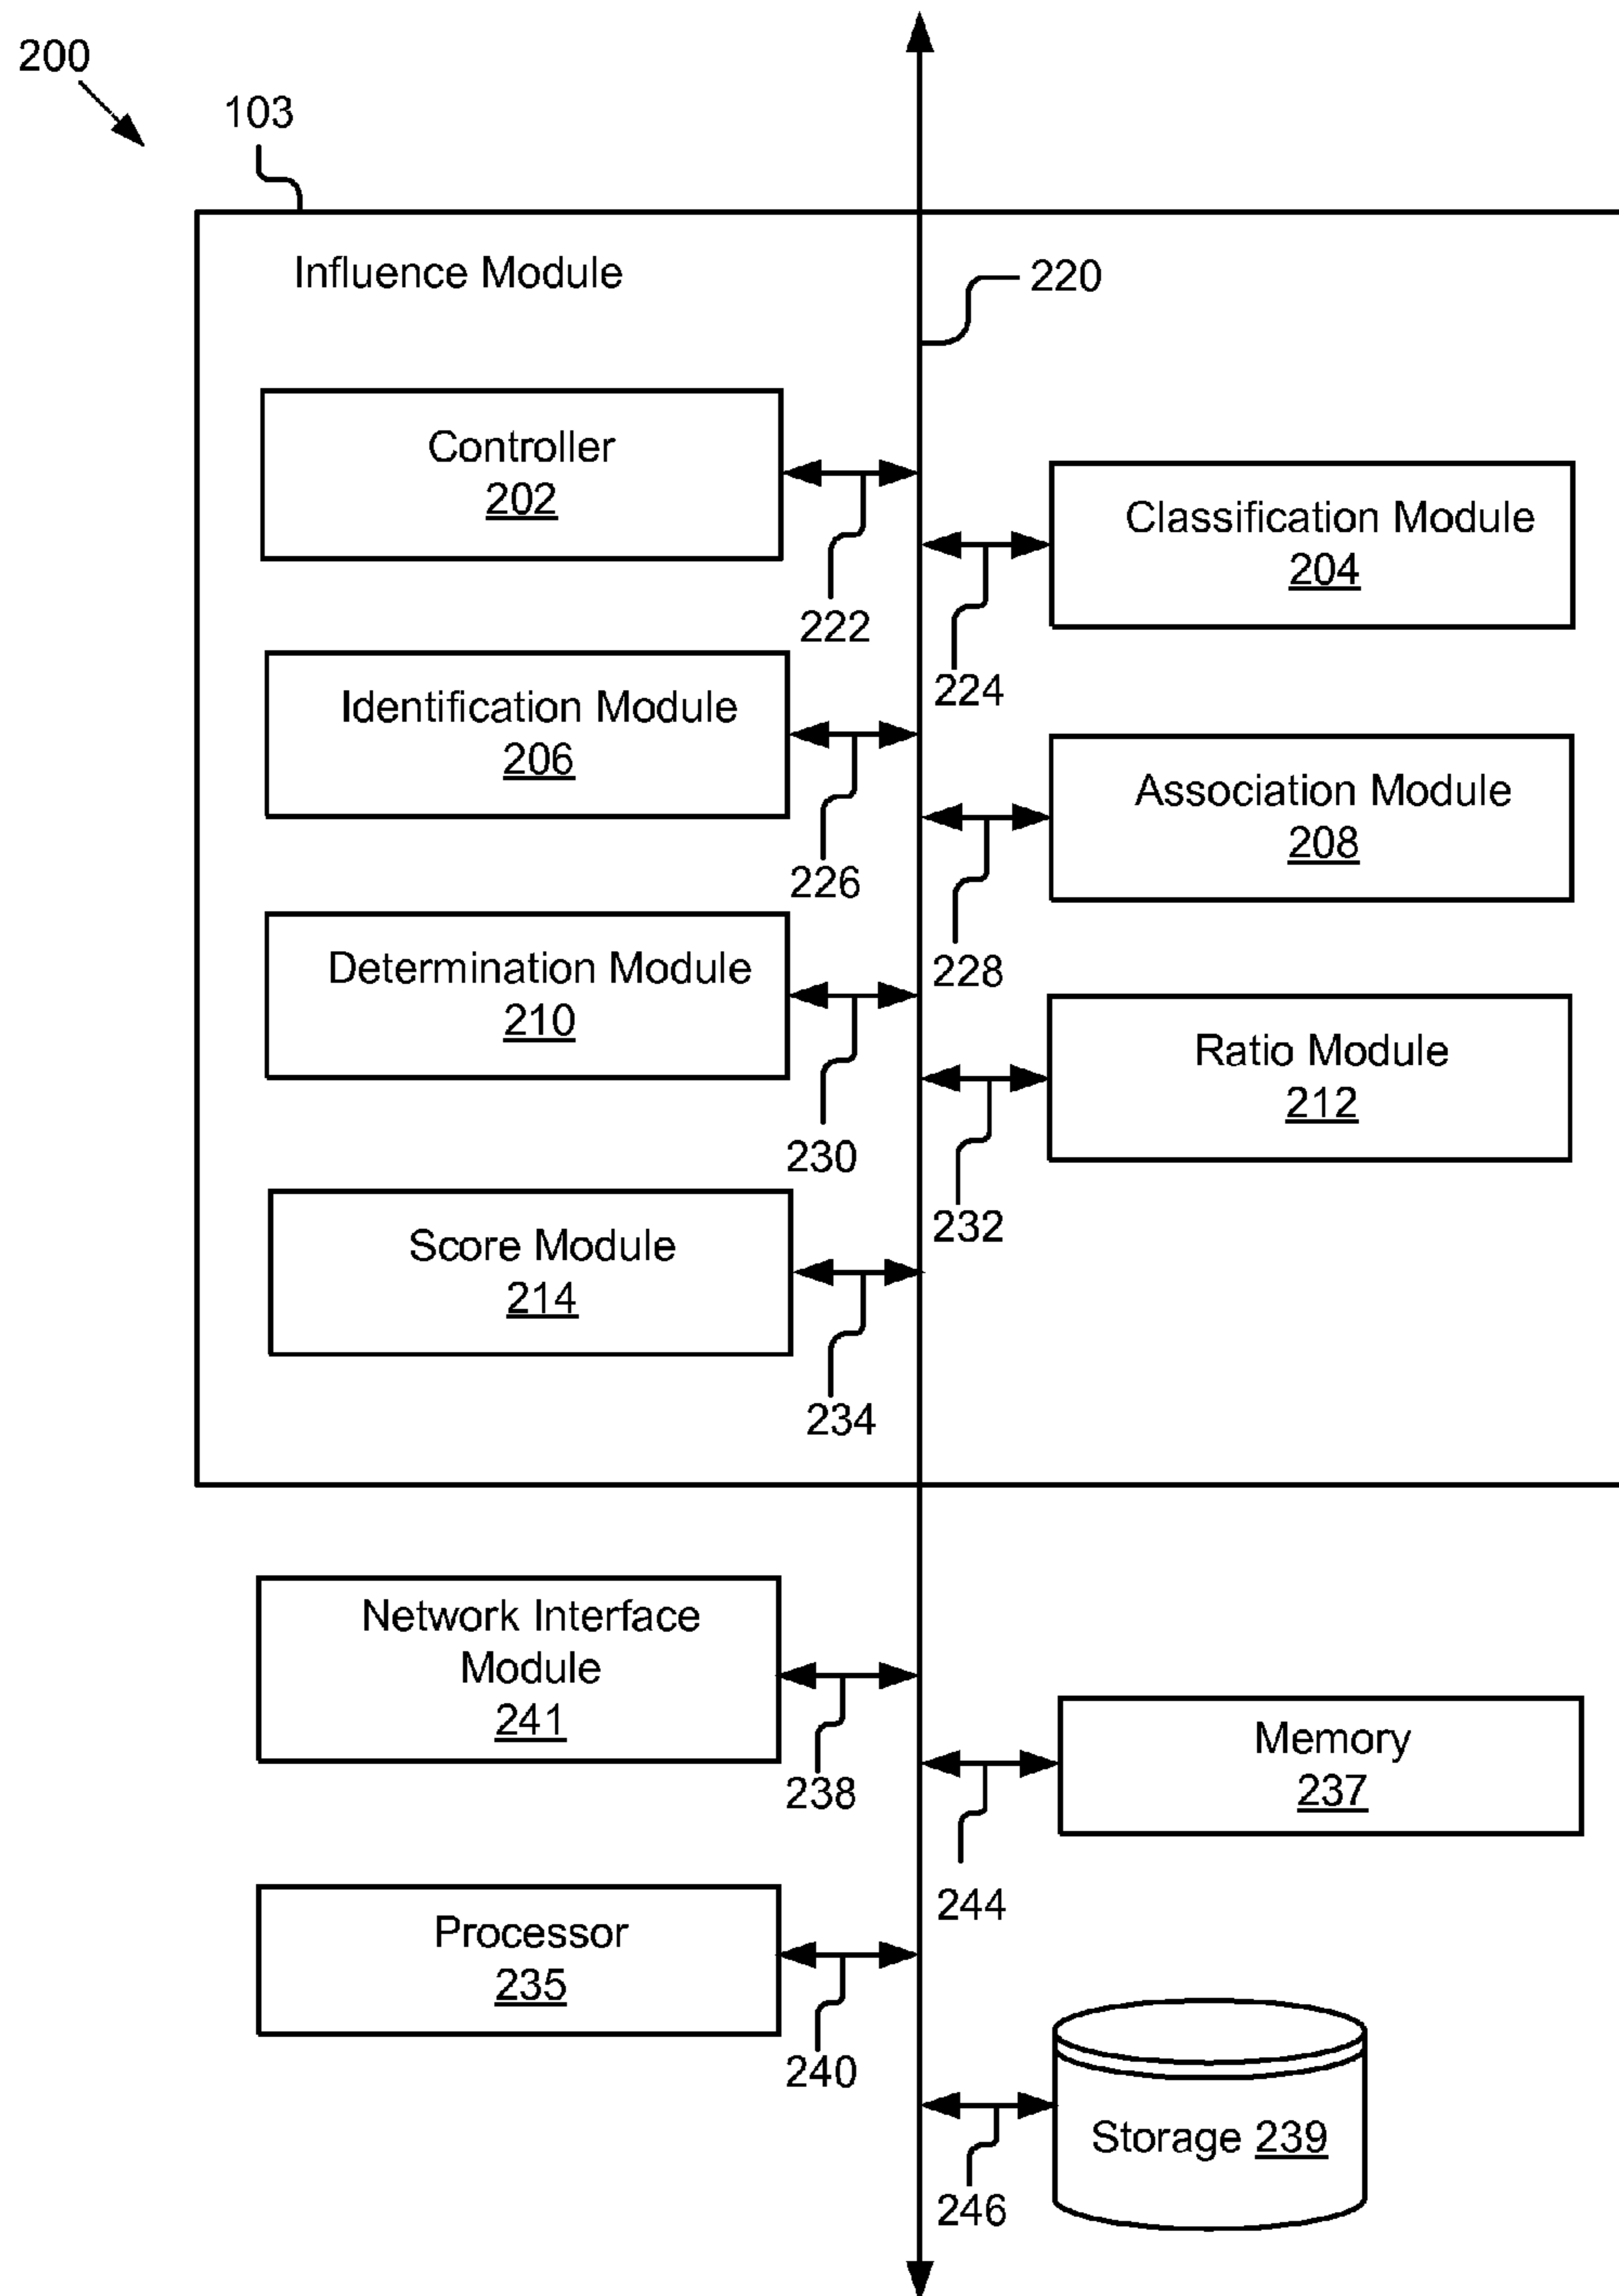 200
103
Influence Module
220
Controller
202
222
Classification Module
204
224
Identification Module
206
226
Association Module
208
228
Determination Module
210
230
Ratio Module
212
232
Score Module
214
234
Network Interface
Module
241
238
Memory
237
244
Processor
235
240
Storage 239
246